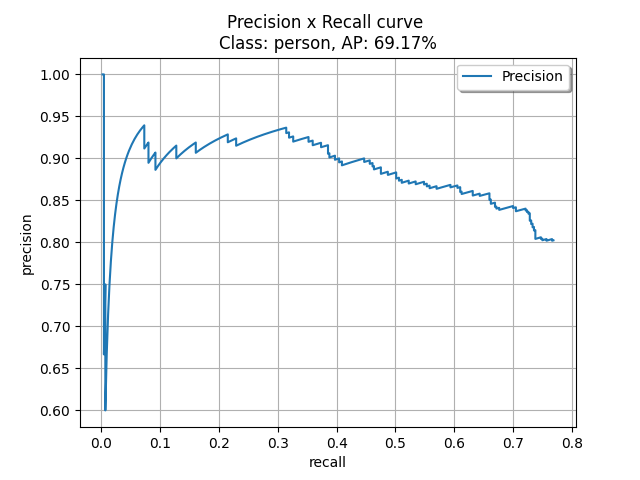 Precision x Recall curve
Class: person, AP: 69.17%
Precision
1.00
0.95
0.90
0.85
0.80
0.75
0.70
0.65
0.60
precision
0.0 0.1 0.2 0.3 0.4 0.5 0.6 0.7 0.8
recall